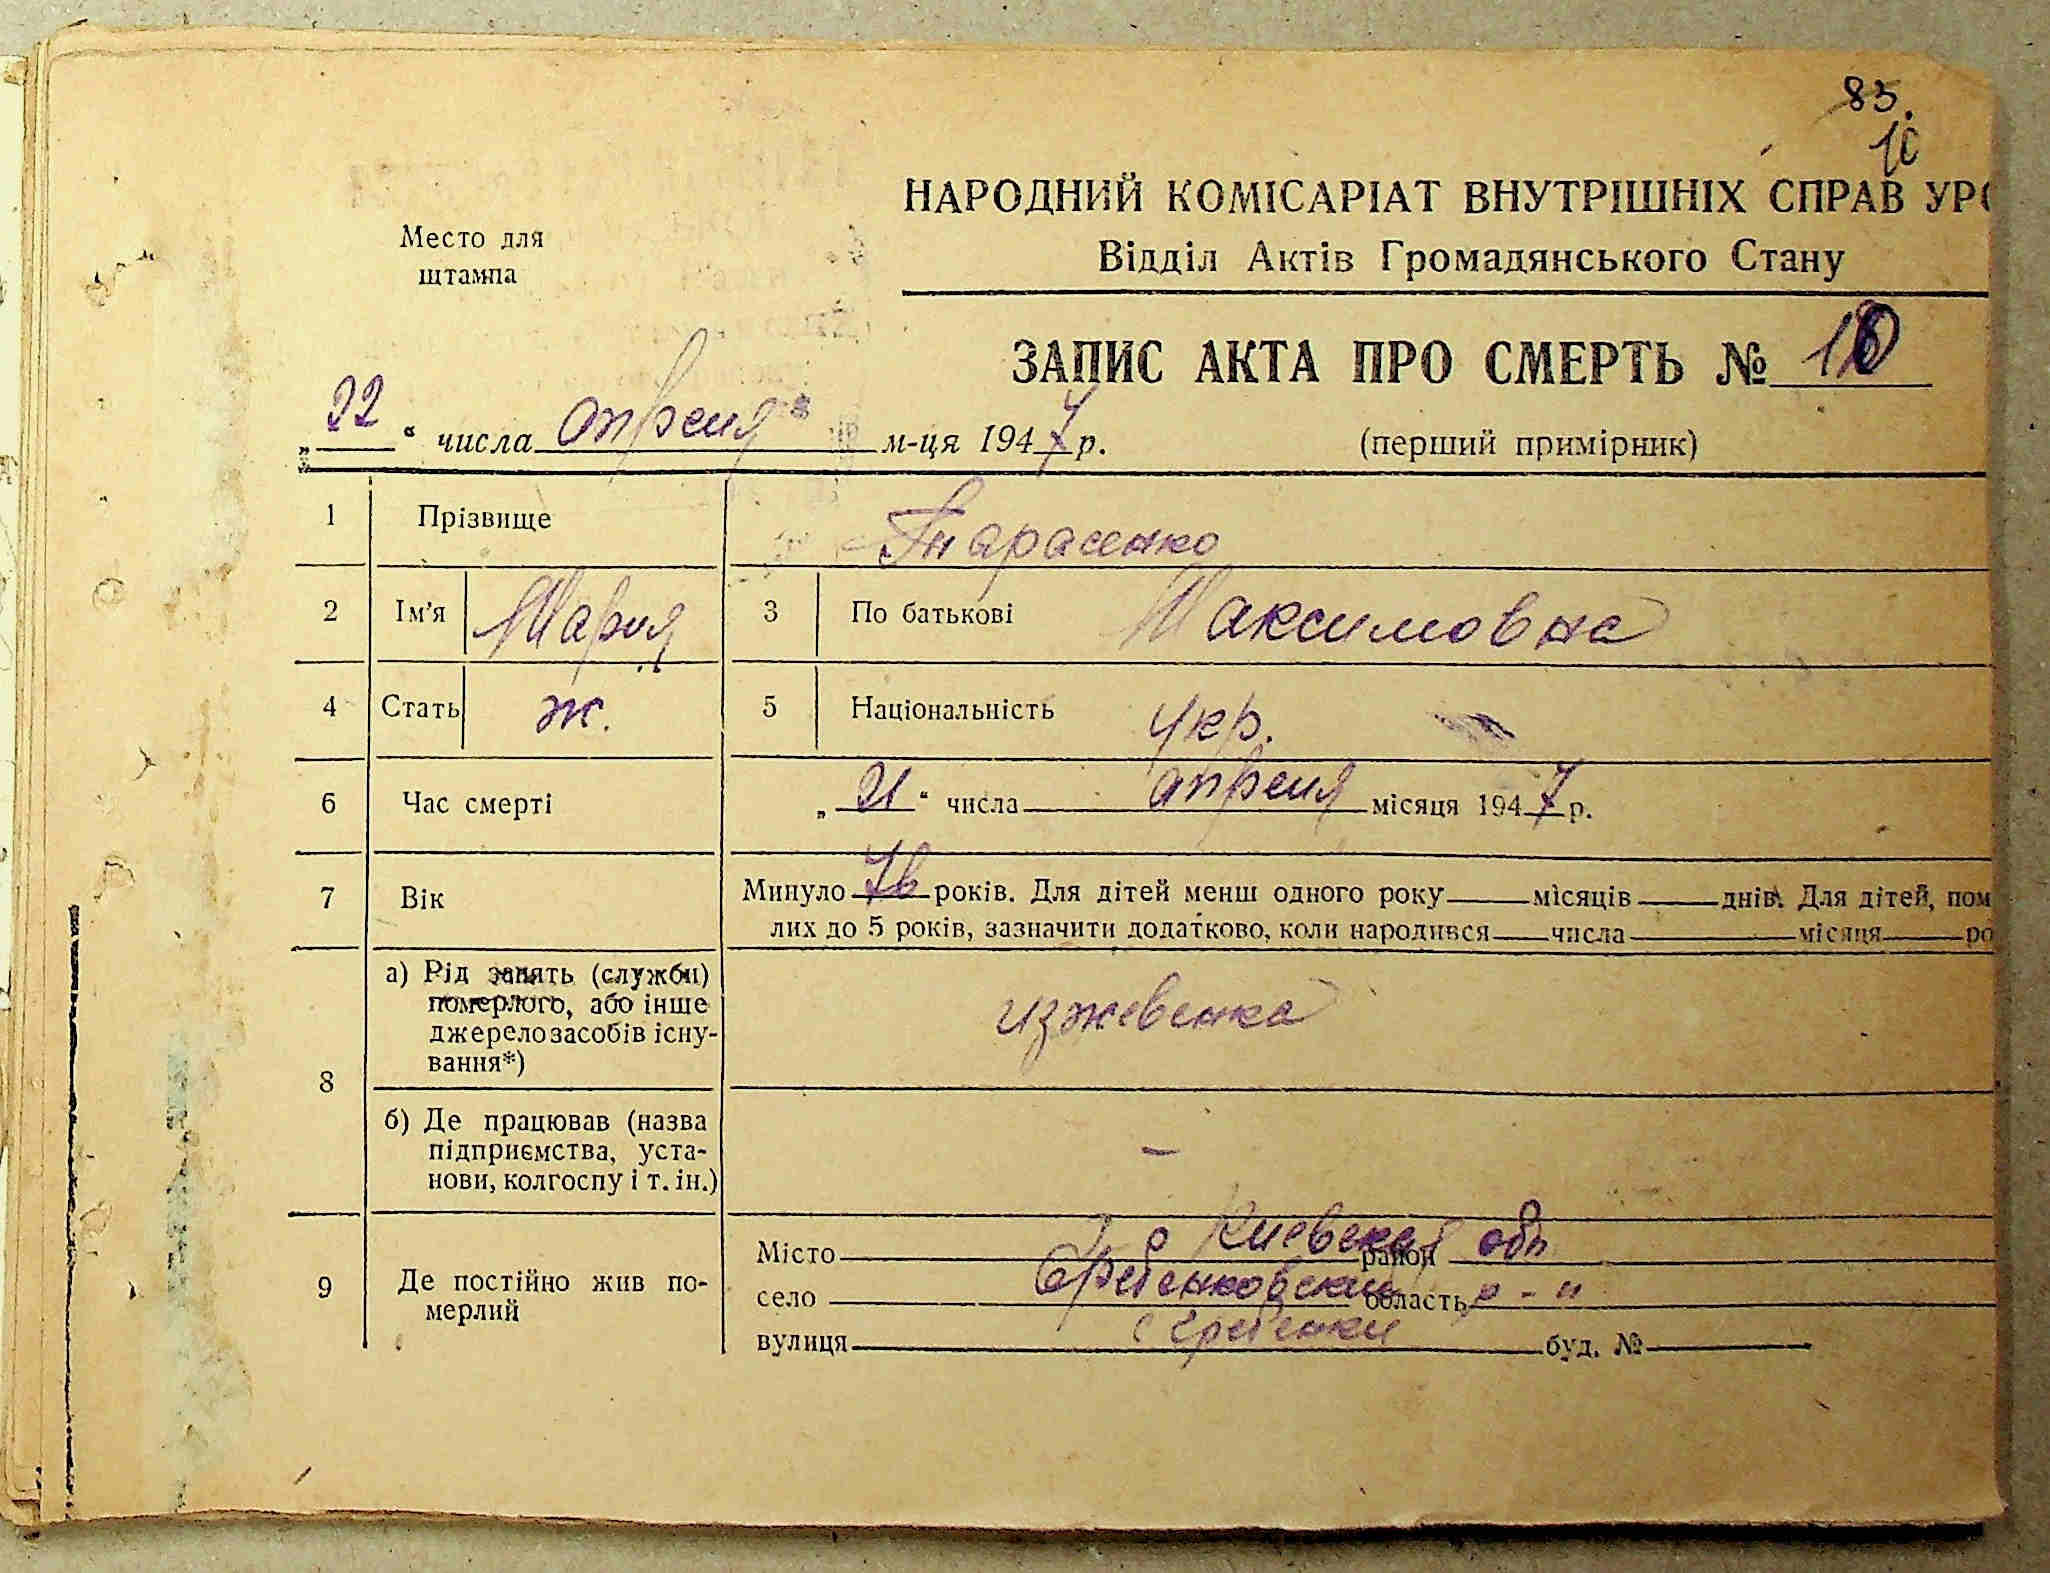 83.
10
НАРОДНИЙ КОМІСАРІАТ ВНУТРІШНІХ СПРАВ УРС
Место для
штампа
Відділ Актів Громадянського Стану
ЗАПИС АКТА ПРО СМЕРТЬ №
„22“ числа апреля м-ця 1947 р.
(перший примірник)
1 Прізвище Тарасенко
2 Ім'я Мария 3 По батькові Максимовна
4 Стать ж. 5 Національність укр.
6 Час смерті „21“ числа апреля місяця 1947 р.
7 Вік Минуло 76 років. Для дітей менш одного року місяців днів. Для дітей, пом
лих до 5 років, зазначити додатково, коли народився числа місяця ро
8 а) Рід занять (служби)
померлого, або інше
джерело засобів існу-
вання*)
изжевенка
б) Де працював (назва
підприємства, уста-
нови, колгоспу і т. ін.)
—
9 Де постійно жив по-
мерлий
Місто Киевская район обл
село Гребенковский область р-н
вулиця с Гребенки буд. №